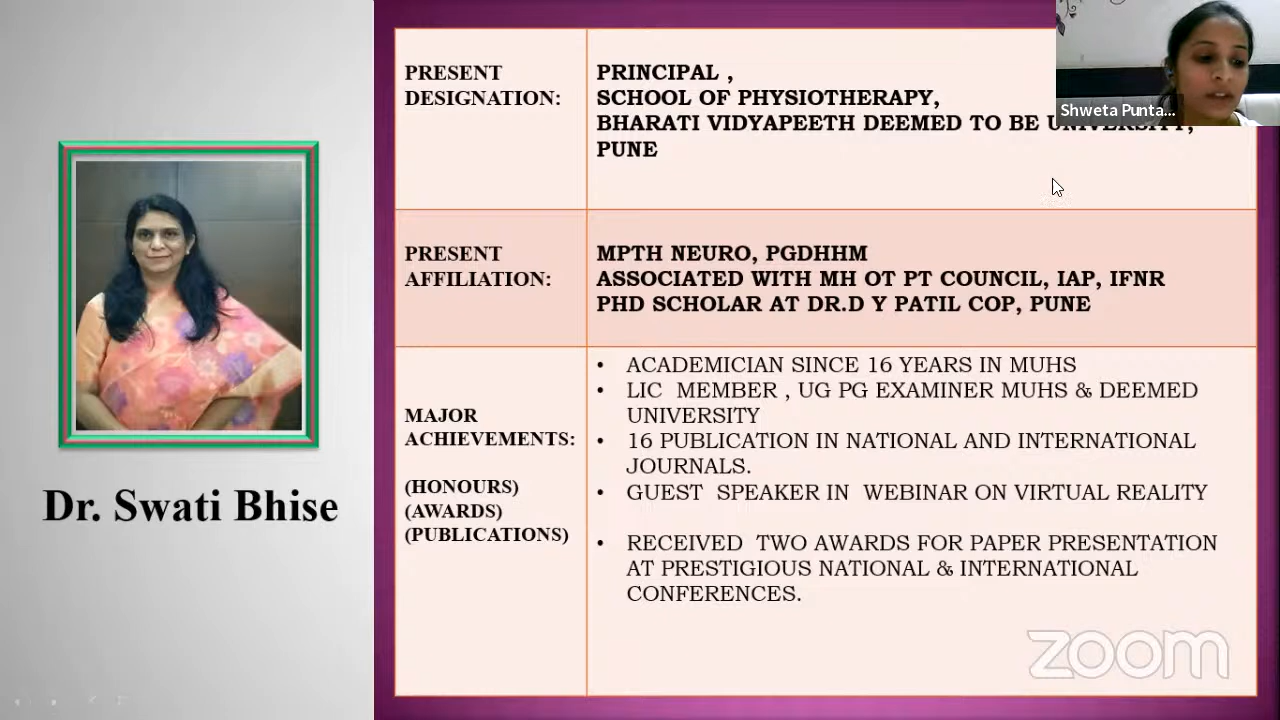 PRESENT
DESIGNATION:
PRINCIPAL ,
SCHOOL OF PHYSIOTHERAPY,
BHARATI VIDYAPEETH DEEMED TO BE UNIVERSITY,
PUNE
Shweta Punta...
PRESENT
AFFILIATION:
MPTH NEURO, PGDHHM
ASSOCIATED WITH MH OT PT COUNCIL, IAP, IFNR
PHD SCHOLAR AT DR.D Y PATIL COP, PUNE
MAJOR
ACHIEVEMENTS:
(HONOURS)
(AWARDS)
(PUBLICATIONS)
• ACADEMICIAN SINCE 16 YEARS IN MUHS
• LIC MEMBER , UG PG EXAMINER MUHS & DEEMED
UNIVERSITY
• 16 PUBLICATION IN NATIONAL AND INTERNATIONAL
JOURNALS.
• GUEST SPEAKER IN WEBINAR ON VIRTUAL REALITY
• RECEIVED TWO AWARDS FOR PAPER PRESENTATION
AT PRESTIGIOUS NATIONAL & INTERNATIONAL
CONFERENCES.
Dr. Swati Bhise
zoom